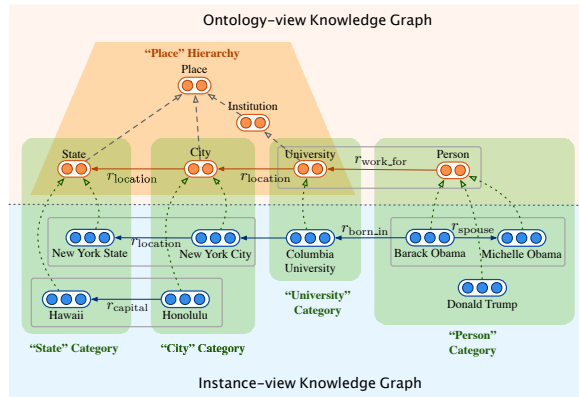 Ontology-view Knowledge Graph
“Place” Hierarchy
Place
Institution
State
City
University
r_work_for
Person
r_location
r_location
r_location
r_born_in
r_spouse
New York State
New York City
Columbia
University
Barack Obama
Michelle Obama
r_capital
Hawaii
Honolulu
“University”
Category
Donald Trump
“State” Category
“City” Category
“Person”
Category
Instance-view Knowledge Graph